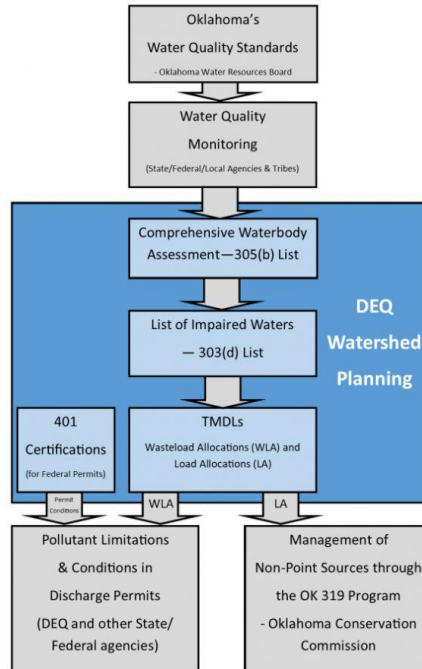 Oklahoma's
Water Quality Standards
- Oklahoma Water Resources Board
Water Quality
Monitoring
(State/Federal/Local Agencies & Tribes)
Comprehensive Waterbody
Assessment—305(b) List
DEQ
Watershed
Planning
List of Impaired Waters
— 303(d) List
401
Certifications
(for Federal Permits)
TMDLs
Wasteload Allocations (WLA) and
Load Allocations (LA)
Permit
Conditions
WLA
LA
Pollutant Limitations
& Conditions in
Discharge Permits
(DEQ and other State/
Federal agencies)
Management of
Non-Point Sources through
the OK 319 Program
- Oklahoma Conservation
Commission